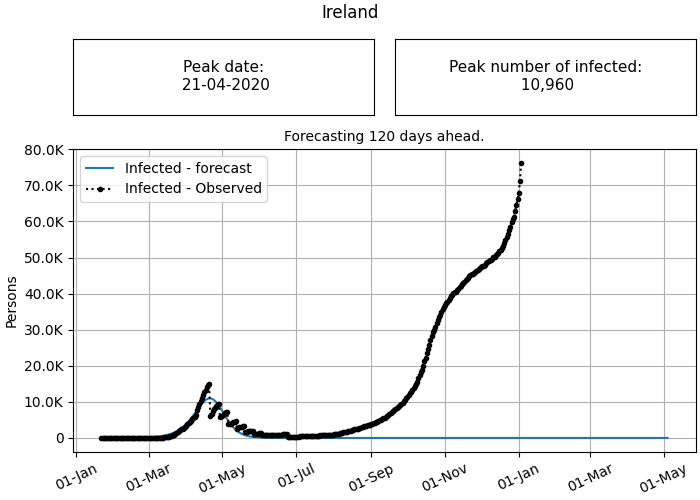 Ireland
Peak date:
21-04-2020
Peak number of infected:
10,960
Forecasting 120 days ahead.
Infected - forecast
Infected - Observed
Persons
80.0K
70.0K
60.0K
50.0K
40.0K
30.0K
20.0K
10.0K
0
01-Jan
01-Mar
01-May
01-Jul
01-Sep
01-Nov
01-Jan
01-Mar
01-May